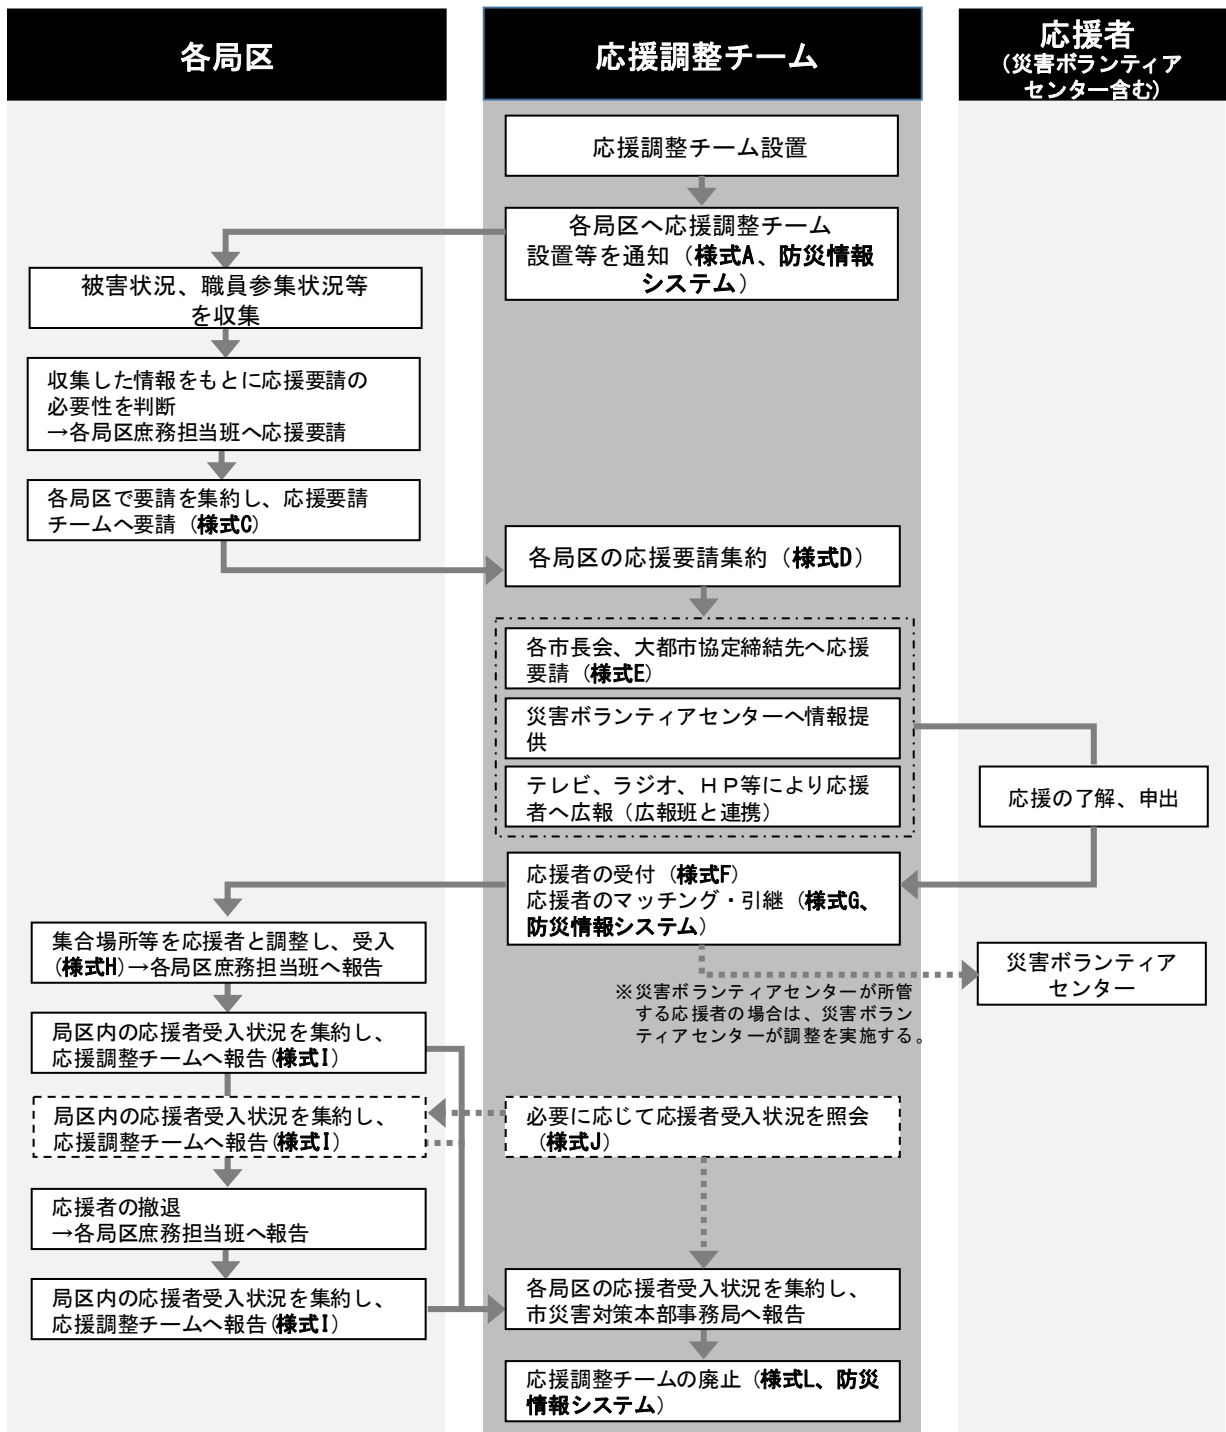 各局区
応援調整チーム
応援者
(災害ボランティア
センター含む)
応援調整チーム設置
各局区へ応援調整チーム
設置等を通知（様式A、防災情報
システム）
被害状況、職員参集状況等
を収集
収集した情報をもとに応援要請の
必要性を判断
→各局区庶務担当班へ応援要請
各局区で要請を集約し、応援要請
チームへ要請（様式C）
各局区の応援要請集約（様式D）
各市長会、大都市協定締結先へ応援
要請（様式E）
災害ボランティアセンターへ情報提
供
テレビ、ラジオ、ＨＰ等により応援
者へ広報（広報班と連携）
応援の了解、申出
応援者の受付（様式F）
応援者のマッチング・引継（様式G、
防災情報システム）
集合場所等を応援者と調整し、受入
(様式H)→各局区庶務担当班へ報告
災害ボランティア
センター
※災害ボランティアセンターが所管
する応援者の場合は、災害ボラン
ティアセンターが調整を実施する。
局区内の応援者受入状況を集約し、
応援調整チームへ報告(様式I）
局区内の応援者受入状況を集約し、
応援調整チームへ報告(様式I）
必要に応じて応援者受入状況を照会
（様式J）
応援者の撤退
→各局区庶務担当班へ報告
局区内の応援者受入状況を集約し、
応援調整チームへ報告(様式I）
各局区の応援者受入状況を集約し、
市災害対策本部事務局へ報告
応援調整チームの廃止（様式L、防災
情報システム）